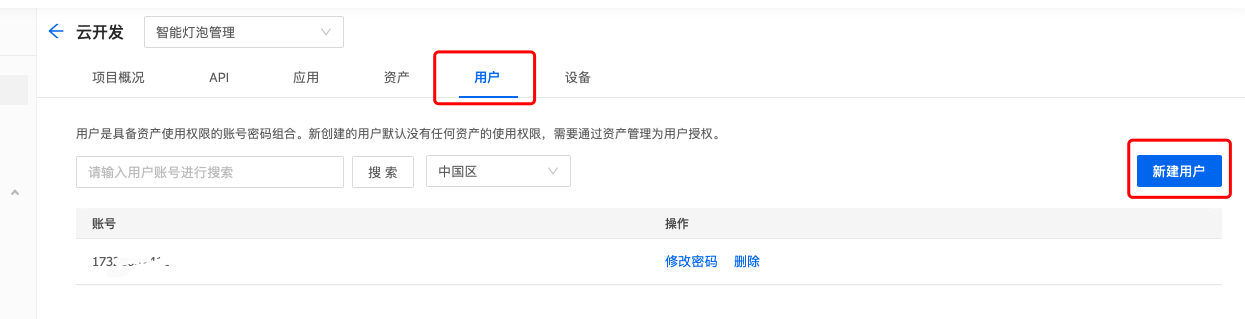 云开发 智能灯泡管理
项目概况 API 应用 资产 用户 设备
用户是具备资产使用权限的账号密码组合。新创建的用户默认没有任何资产的使用权限，需要通过资产管理为用户授权。
请输入用户账号进行搜索 搜 索 中国区 新建用户
账号 操作
173 修改密码 删除